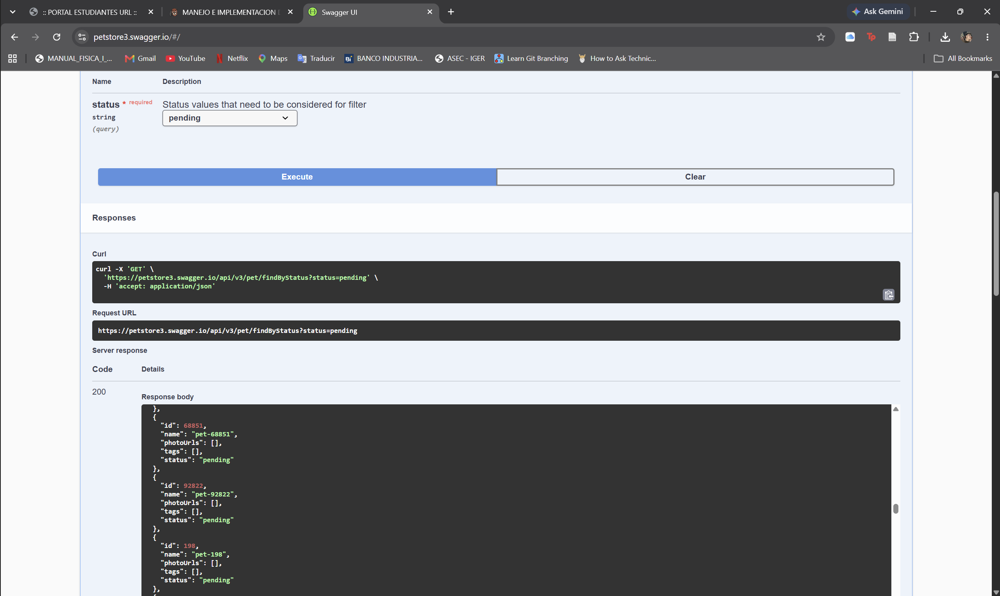 :: PORTAL ESTUDIANTES URL ::
MANEJO E IMPLEMENTACION
Swagger UI
Ask Gemini
petstore3.swagger.io/#/
MANUAL_FISICA_I_...
Gmail
YouTube
Netflix
Maps
Traducir
BANCO INDUSTRIA...
ASEC - IGER
Learn Git Branching
How to Ask Technic...
All Bookmarks
Name Description
status * required Status values that need to be considered for filter
string
pending
(query)
Execute Clear
Responses
Curl
curl -X 'GET' \
'https://petstore3.swagger.io/api/v3/pet/findByStatus?status=pending' \
-H 'accept: application/json'
Request URL
https://petstore3.swagger.io/api/v3/pet/findByStatus?status=pending
Server response
Code Details
200
Response body
},
{
"id": 68851,
"name": "pet-68851",
"photoUrls": [],
"tags": [],
"status": "pending"
},
{
"id": 92822,
"name": "pet-92822",
"photoUrls": [],
"tags": [],
"status": "pending"
},
{
"id": 198,
"name": "pet-198",
"photoUrls": [],
"tags": [],
"status": "pending"
},